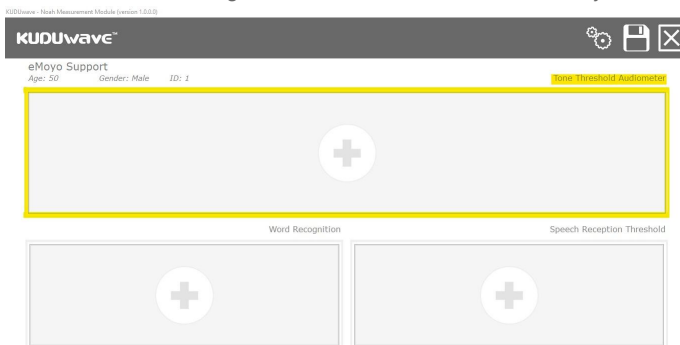 KUDUwave - Noah Measurement Module (version 1.0.0.0)
KUDUwave™
eMoyo Support
Age: 50 Gender: Male ID: 1
Tone Threshold Audiometer
Word Recognition
Speech Reception Threshold